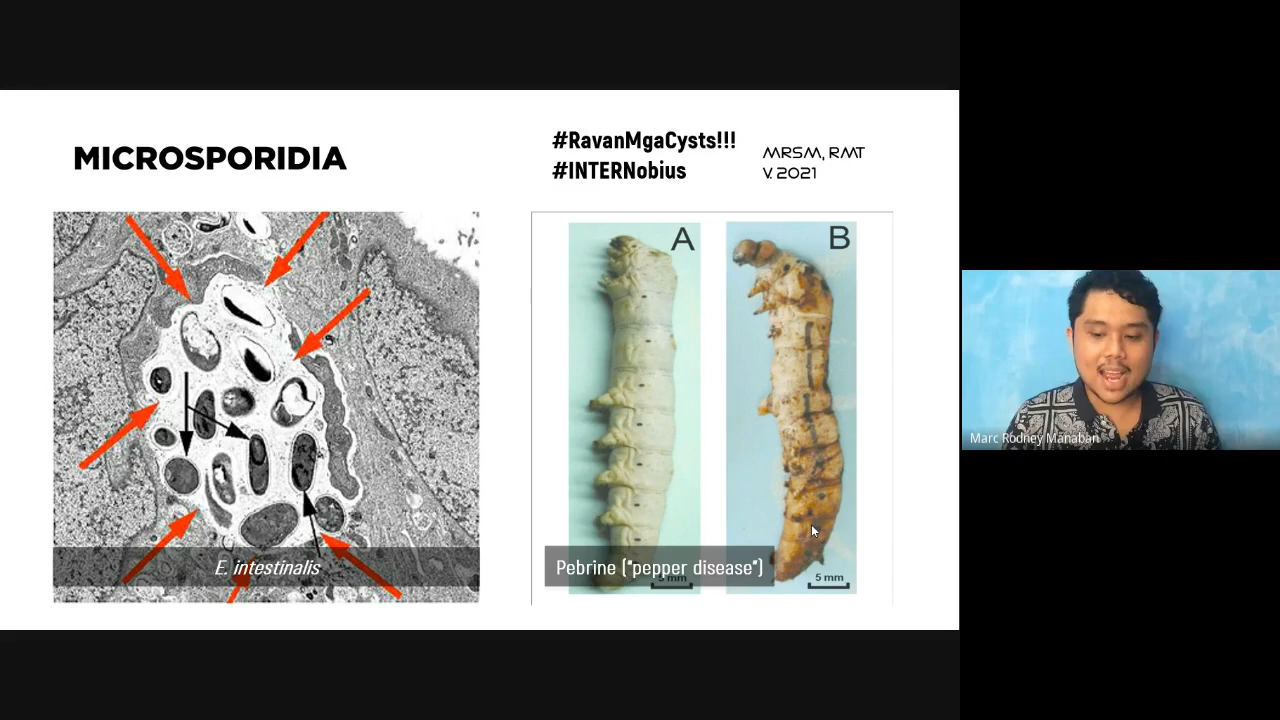 MICROSPORIDIA
#RavanMgaCysts!!!
#INTERNobius
MRSM, RMT
V. 2021
E. intestinalis
A
B
Pebrine ("pepper disease")
5 mm
5 mm
Marc Rodney Manaban